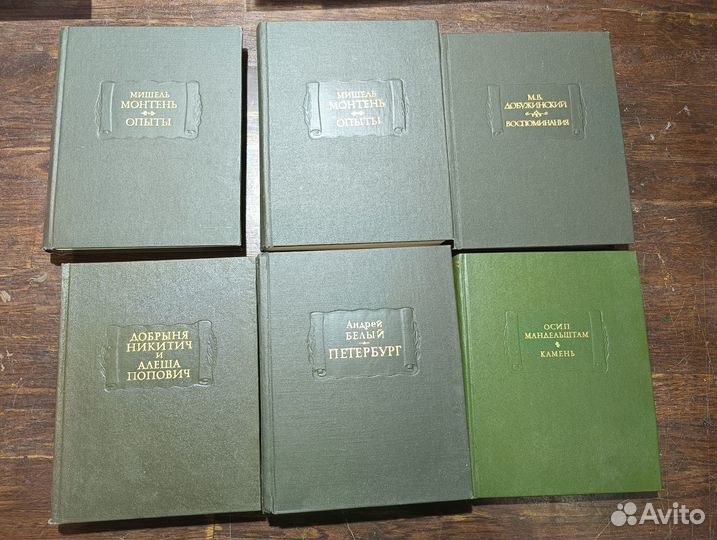 МИШЕЛЬ
МОНТЕНЬ
ОПЫТЫ
МИШЕЛЬ
МОНТЕНЬ
ОПЫТЫ
М.В.
ДОБУЖИНСКИЙ
ВОСПОМИНАНИЯ
ДОБРЫНЯ
НИКИТИЧ
И
АЛЕША
ПОПОВИЧ
Андрей
БЕЛЫЙ
ПЕТЕРБУРГ
ОСИП
МАНДЕЛЬШТАМ
КАМЕНЬ
Avito